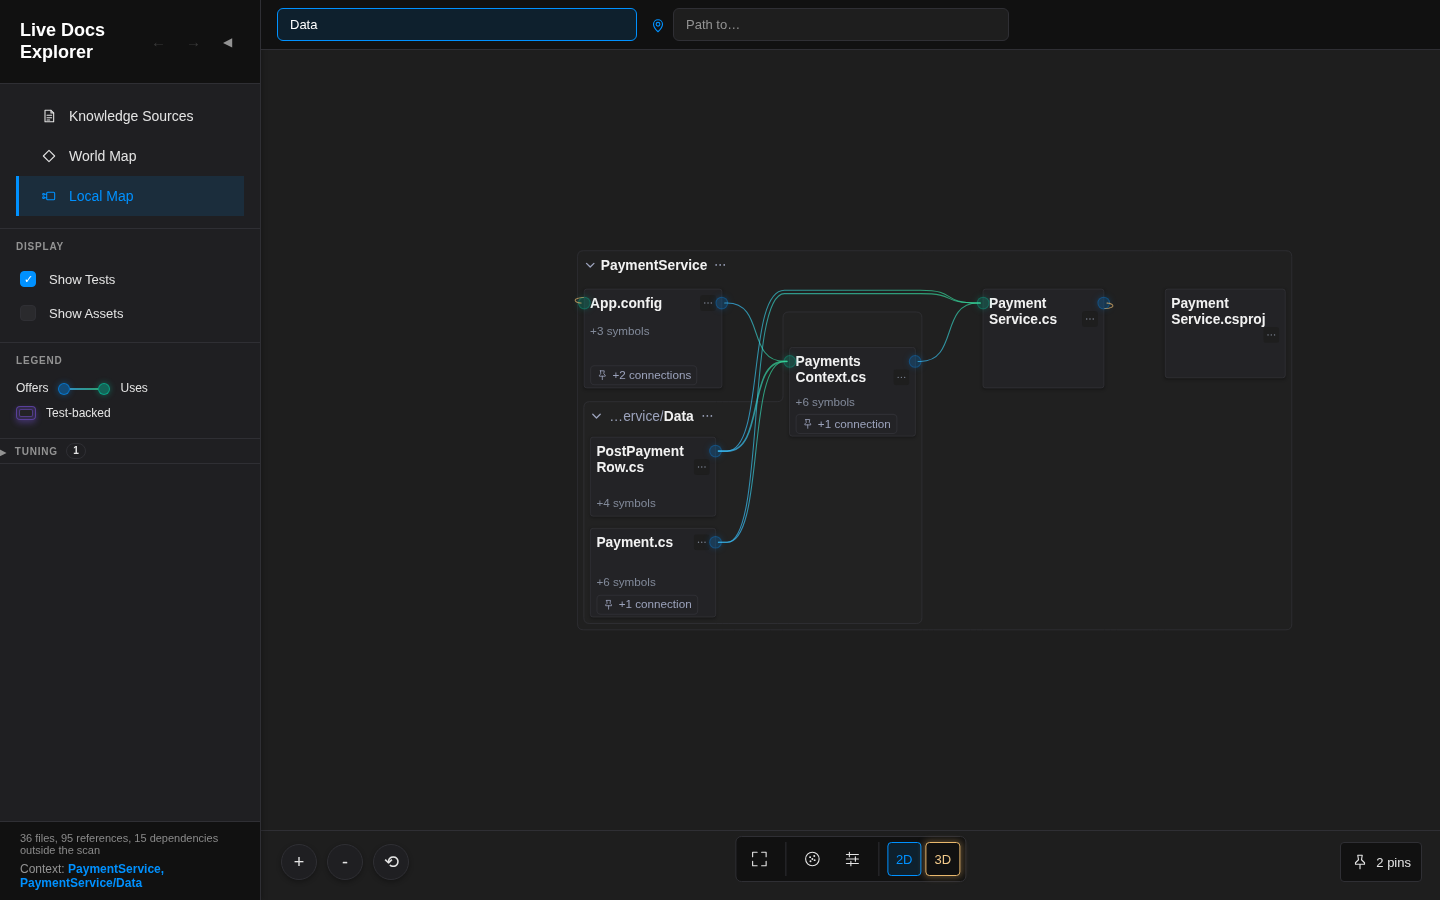 Live Docs
Explorer
← → ◀
Data
Path to…
Knowledge Sources
World Map
Local Map
DISPLAY
✓ Show Tests
Show Assets
LEGEND
Offers Uses
Test-backed
▶ TUNING 1
PaymentService ···
App.config ···
+3 symbols
+2 connections
Payments
Context.cs ···
+6 symbols
+1 connection
Payment
Service.cs ···
Payment
Service.csproj
···
…ervice/Data ···
PostPayment
Row.cs ···
+4 symbols
Payment.cs ···
+6 symbols
+1 connection
36 files, 95 references, 15 dependencies
outside the scan
Context: PaymentService,
PaymentService/Data
+ - ⟲
2D 3D
2 pins